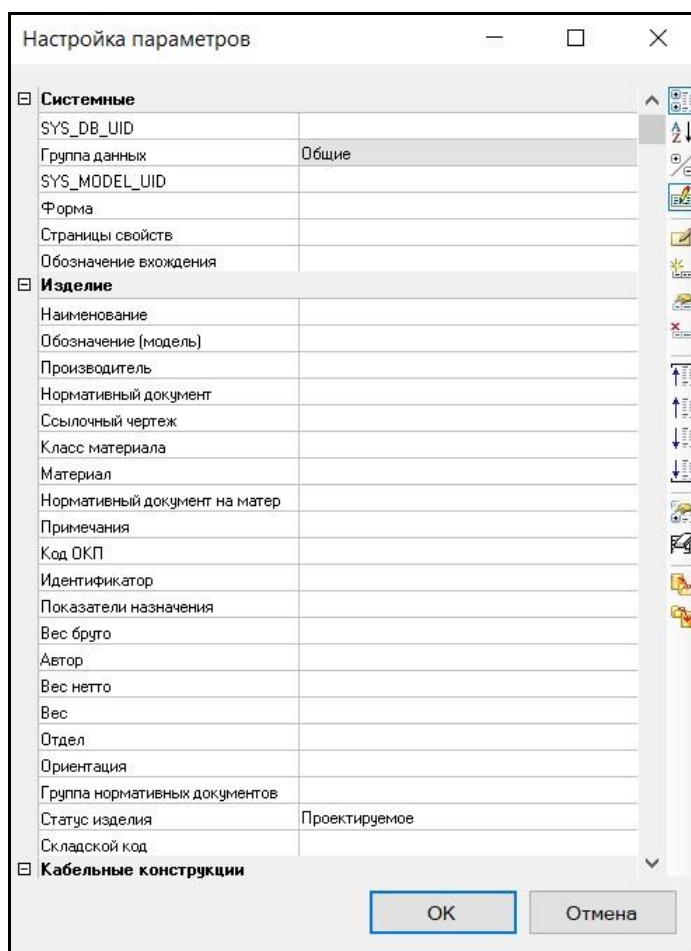 Настройка параметров
Системные
SYS_DB_UID
Группа данных Общие
SYS_MODEL_UID
Форма
Страницы свойств
Обозначение вхождения
Изделие
Наименование
Обозначение (модель)
Производитель
Нормативный документ
Ссылочный чертеж
Класс материала
Материал
Нормативный документ на матер
Примечания
Код ОКП
Идентификатор
Показатели назначения
Вес брутто
Автор
Вес нетто
Вес
Отдел
Ориентация
Группа нормативных документов
Статус изделия Проектируемое
Складской код
Кабельные конструкции
OK Отмена